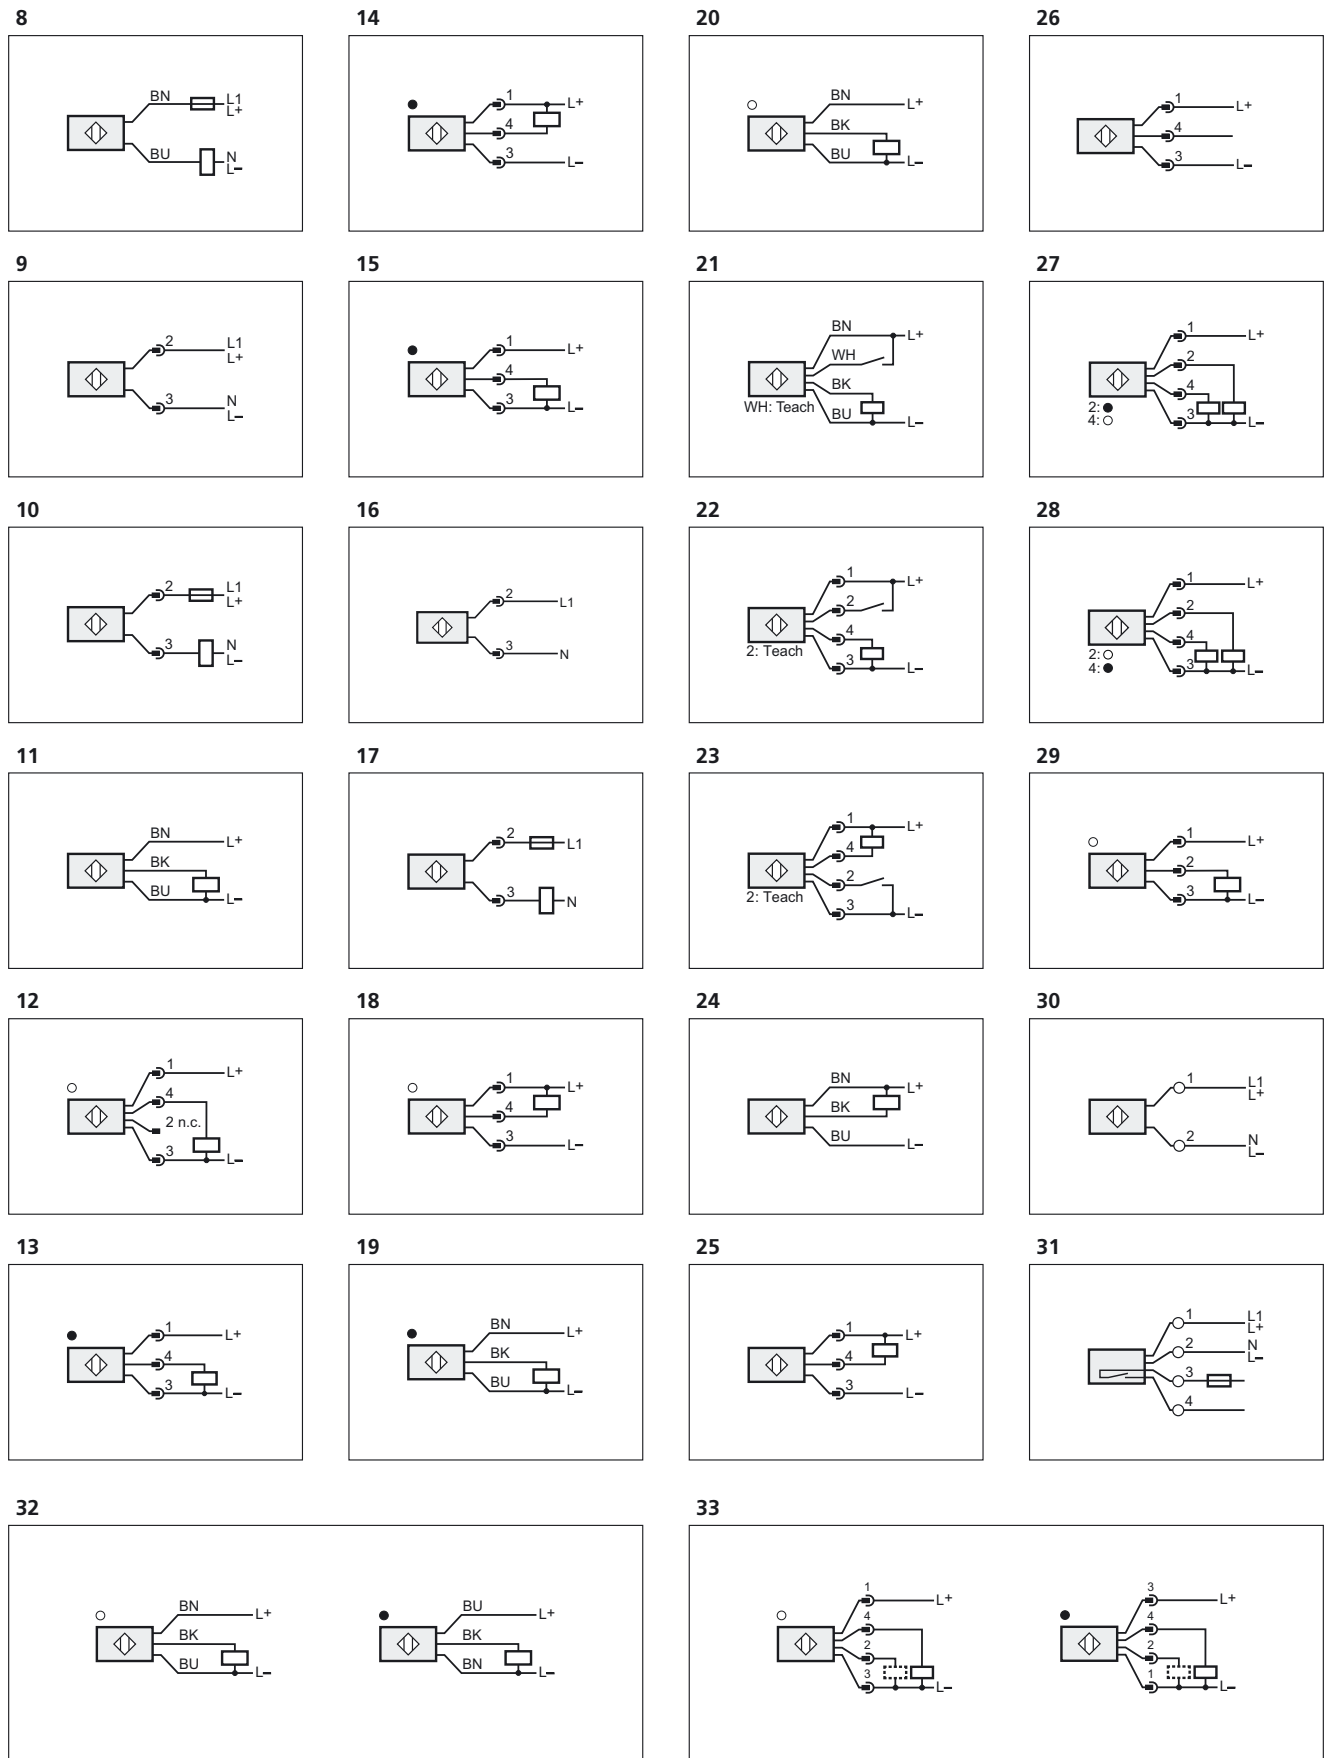 8
BN
L1
L+
BU
N
L–
14
1
L+
4
3
L–
20
BN
L+
BK
BU
L–
26
1
L+
4
3
L–
9
2
L1
L+
3
N
L–
15
1
L+
4
3
L–
21
BN
L+
WH
BK
WH: Teach
BU
L–
27
1
L+
2
4
2:
4:
3
L–
10
2
L1
L+
3
N
L–
16
2
L1
3
N
22
1
L+
2
4
2: Teach
3
L–
28
1
L+
2
4
2:
4:
3
L–
11
BN
L+
BK
BU
L–
17
2
L1
3
N
23
1
L+
4
2
2: Teach
3
L–
29
1
L+
2
3
L–
12
1
L+
4
2 n.c.
3
L–
18
1
L+
4
3
L–
24
BN
L+
BK
BU
L–
30
1
L1
L+
2
N
L–
13
1
L+
4
3
L–
19
BN
L+
BK
BU
L–
25
1
L+
4
3
L–
31
1
L1
L+
2
N
L–
3
4
32
BN
L+
BK
BU
L–
BU
L+
BK
BN
L–
33
1
L+
4
2
3
L–
3
L+
4
2
1
L–